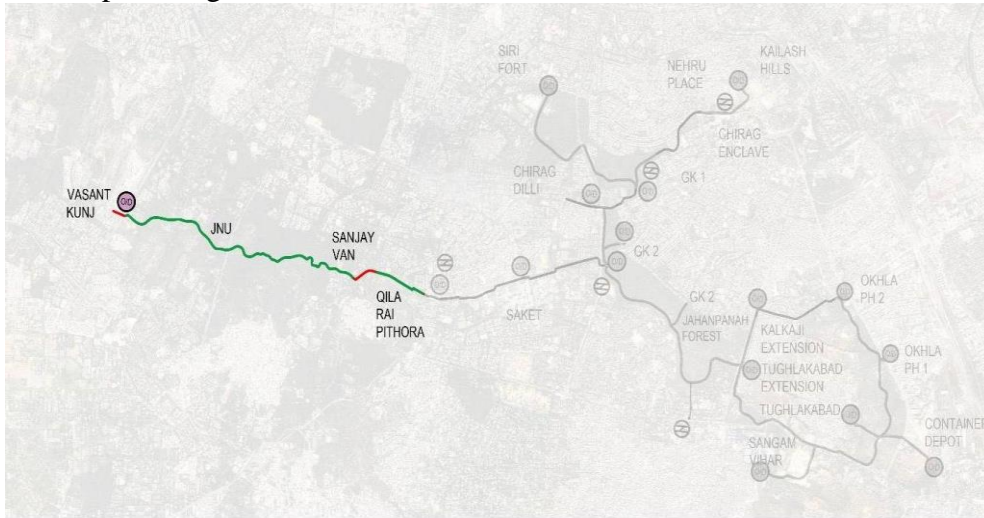 SIRI
FORT
KAILASH
HILLS
NEHRU
PLACE
CHIRAG
ENCLAVE
CHIRAG
DILLI
GK 1
VASANT
KUNJ
JNU
SANJAY
VAN
GK 2
QILA
RAI
PITHORA
SAKET
GK 2
JAHANPANAH
FOREST
OKHLA
PH 2
KALKAJI
EXTENSION
OKHLA
PH 1
TUGHLAKABAD
EXTENSION
TUGHLAKABAD
CONTAINER
DEPOT
SANGAM
VIHAR